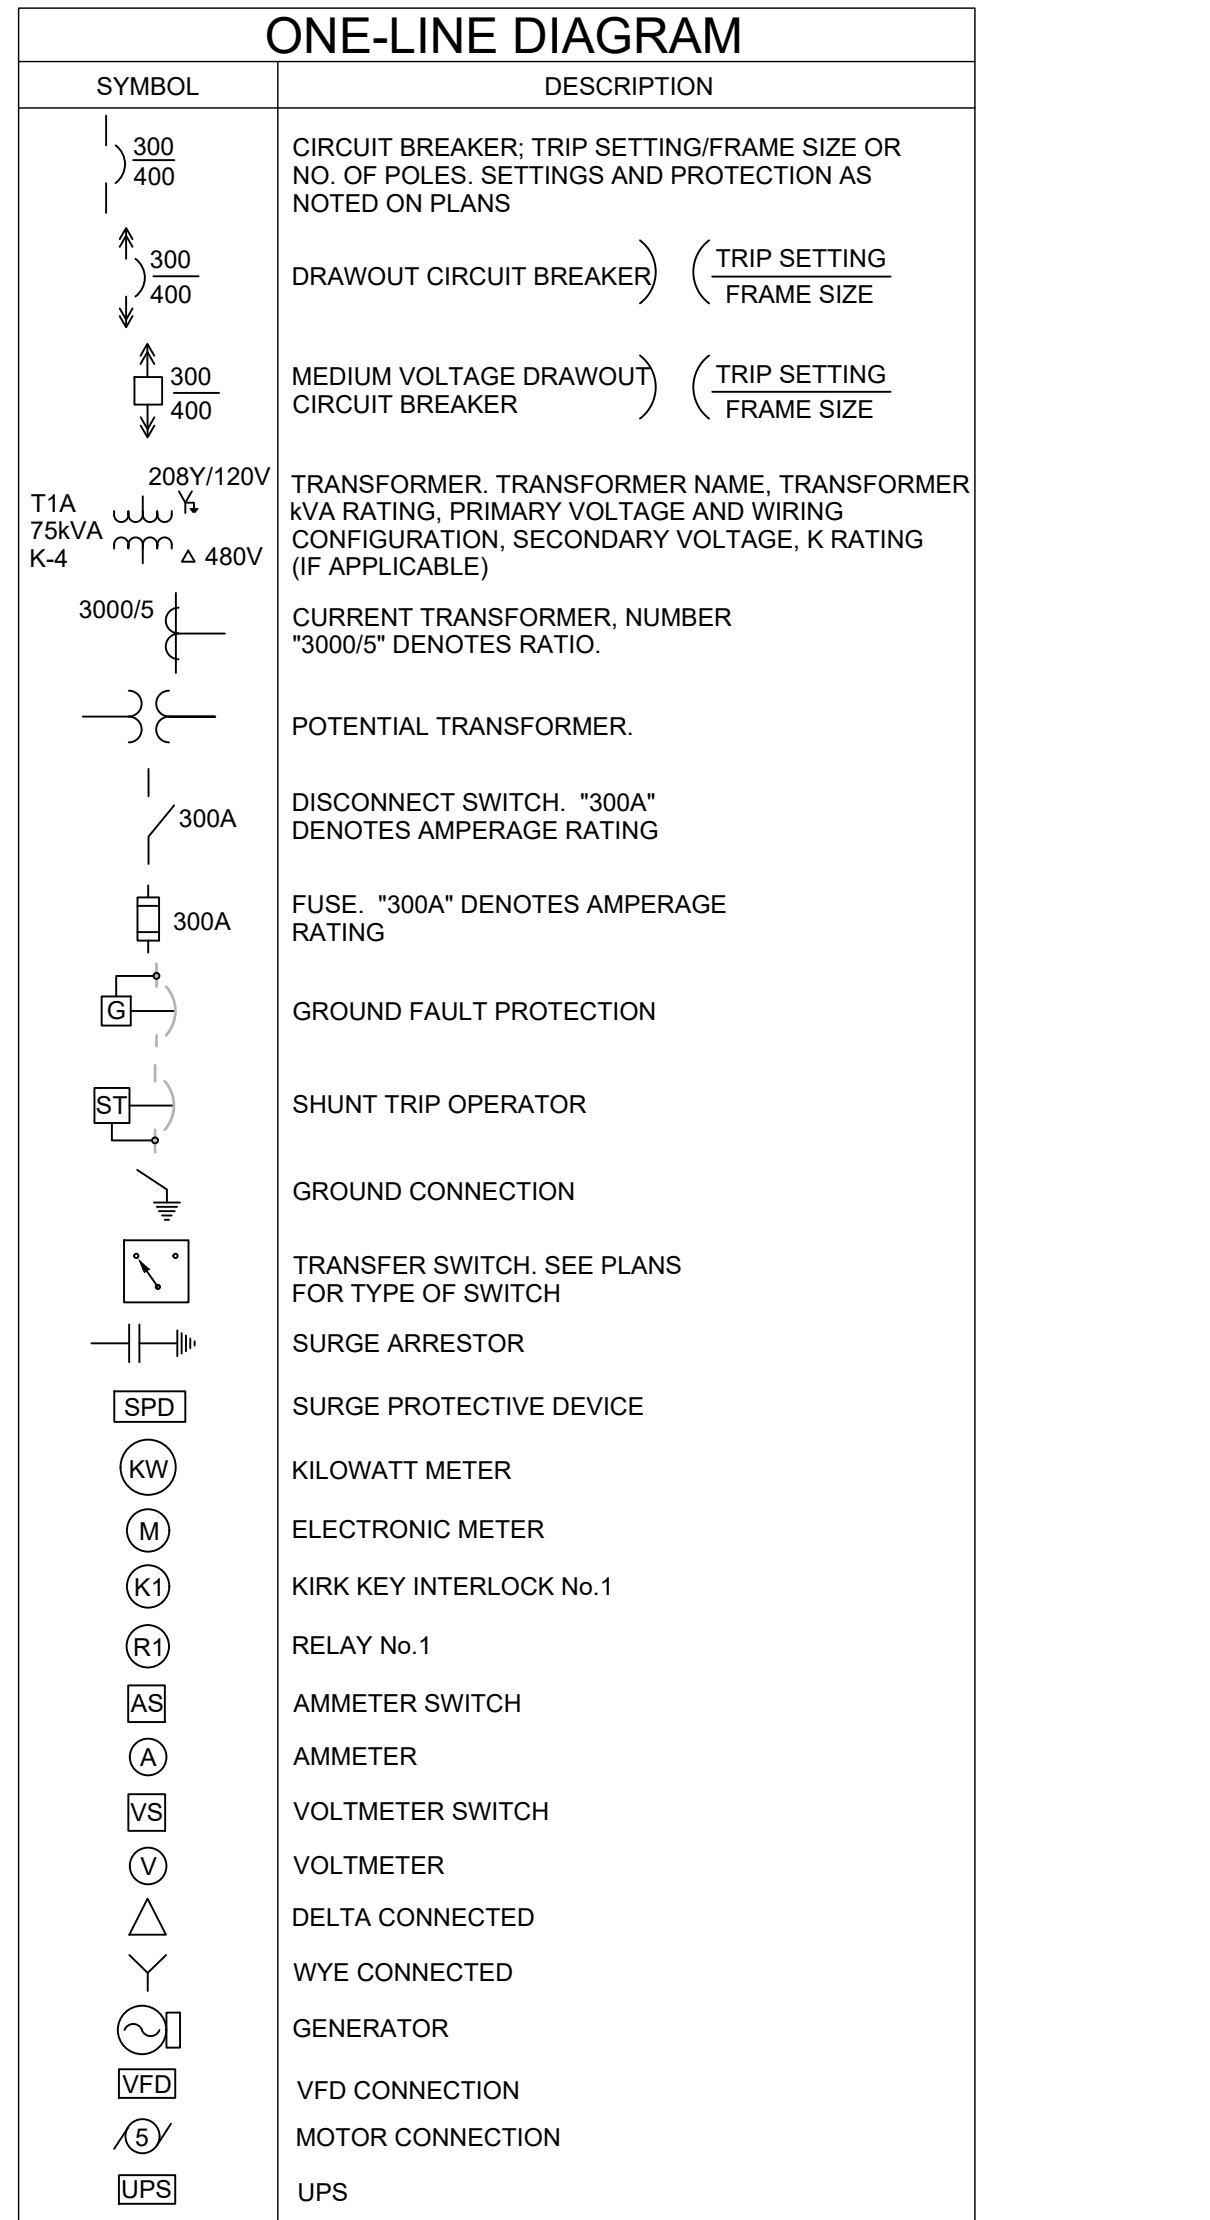 ONE-LINE DIAGRAM
SYMBOL
DESCRIPTION
300
400
CIRCUIT BREAKER; TRIP SETTING/FRAME SIZE OR
NO. OF POLES. SETTINGS AND PROTECTION AS
NOTED ON PLANS
300
400
DRAWOUT CIRCUIT BREAKER
TRIP SETTING
FRAME SIZE
300
400
MEDIUM VOLTAGE DRAWOUT
CIRCUIT BREAKER
TRIP SETTING
FRAME SIZE
208Y/120V
T1A
75kVA
K-4
480V
TRANSFORMER. TRANSFORMER NAME, TRANSFORMER
kVA RATING, PRIMARY VOLTAGE AND WIRING
CONFIGURATION, SECONDARY VOLTAGE, K RATING
(IF APPLICABLE)
3000/5
CURRENT TRANSFORMER, NUMBER
"3000/5" DENOTES RATIO.
POTENTIAL TRANSFORMER.
300A
DISCONNECT SWITCH. "300A"
DENOTES AMPERAGE RATING
300A
FUSE. "300A" DENOTES AMPERAGE
RATING
G
GROUND FAULT PROTECTION
ST
SHUNT TRIP OPERATOR
GROUND CONNECTION
TRANSFER SWITCH. SEE PLANS
FOR TYPE OF SWITCH
SURGE ARRESTOR
SPD
SURGE PROTECTIVE DEVICE
KW
KILOWATT METER
M
ELECTRONIC METER
K1
KIRK KEY INTERLOCK No.1
R1
RELAY No.1
AS
AMMETER SWITCH
A
AMMETER
VS
VOLTMETER SWITCH
V
VOLTMETER
DELTA CONNECTED
WYE CONNECTED
GENERATOR
VFD
VFD CONNECTION
5
MOTOR CONNECTION
UPS
UPS